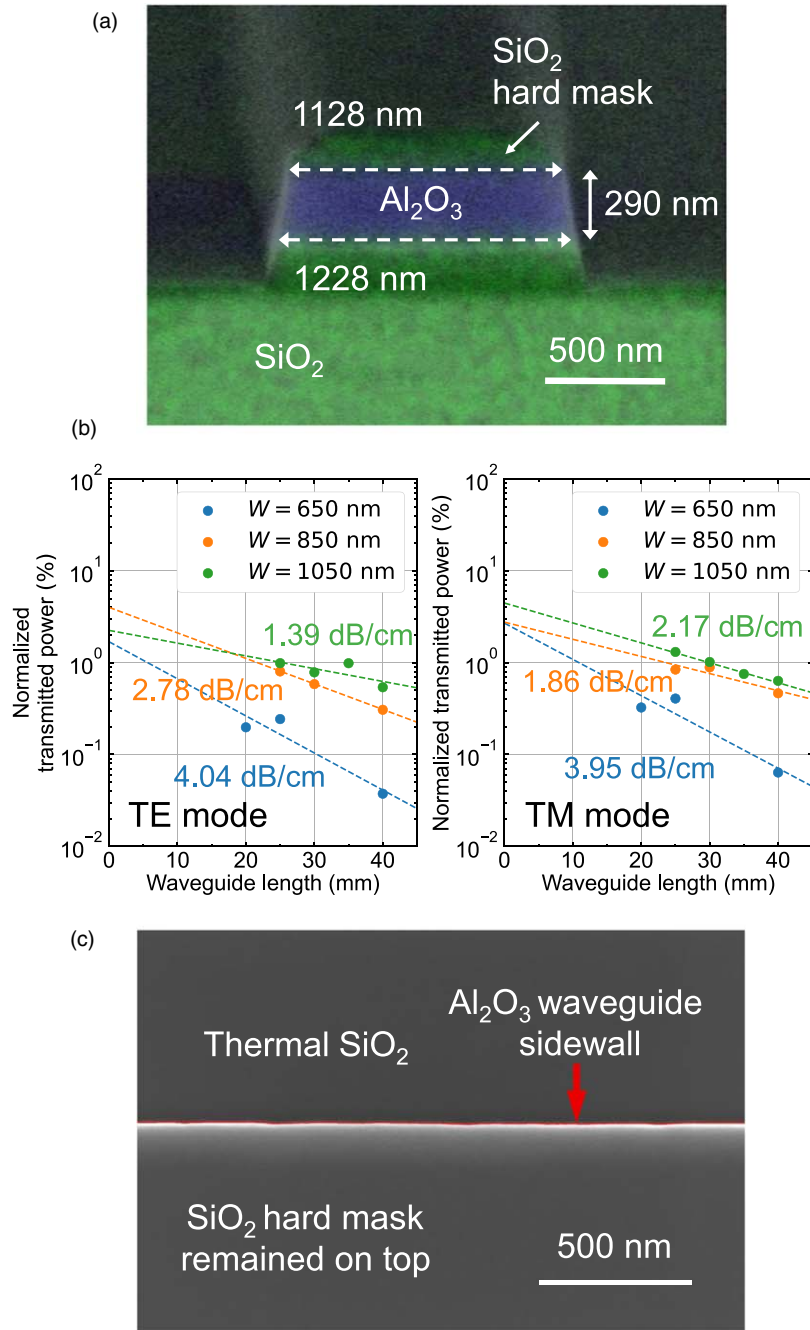 (a)
SiO2
hard mask
1128 nm
Al2O3
290 nm
1228 nm
SiO2
500 nm
(b)
Normalized
transmitted power (%)
10^2
10^1
10^0
10^-1
10^-2
W = 650 nm
W = 850 nm
W = 1050 nm
1.39 dB/cm
2.78 dB/cm
4.04 dB/cm
TE mode
0 10 20 30 40
Waveguide length (mm)
Normalized transmitted power (%)
10^2
10^1
10^0
10^-1
10^-2
W = 650 nm
W = 850 nm
W = 1050 nm
2.17 dB/cm
1.86 dB/cm
3.95 dB/cm
TM mode
0 10 20 30 40
Waveguide length (mm)
(c)
Thermal SiO2
Al2O3 waveguide
sidewall
SiO2 hard mask
remained on top
500 nm